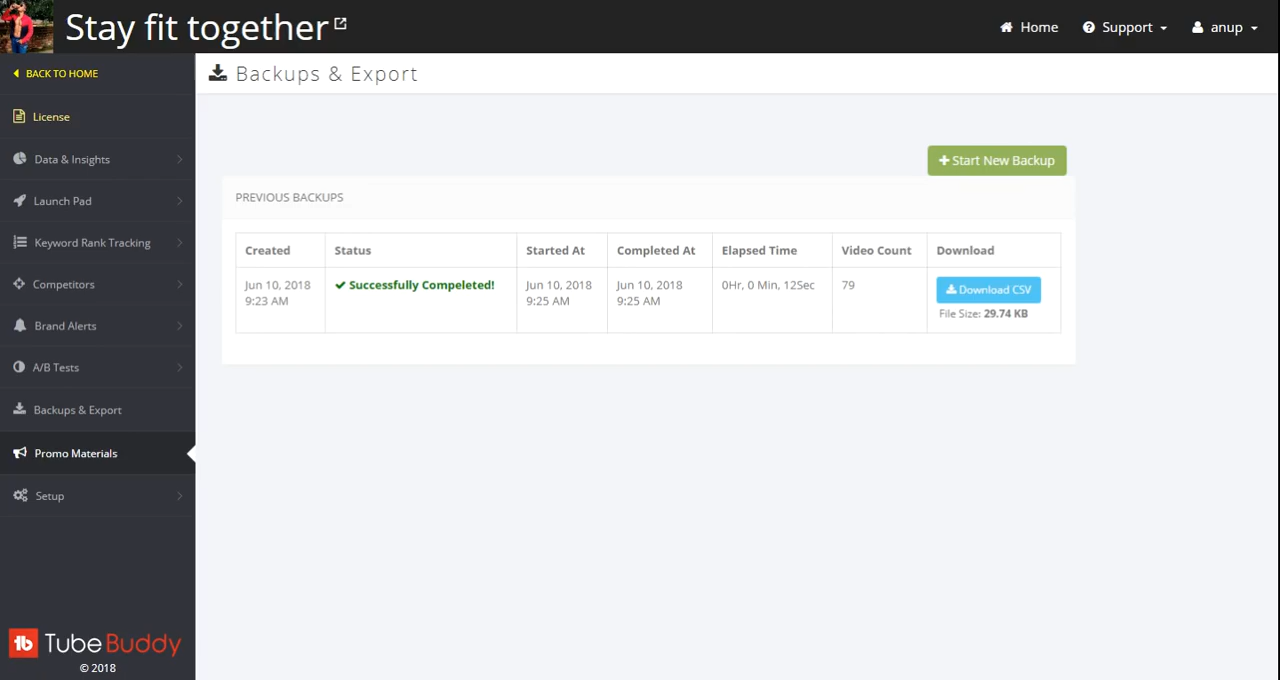 Stay fit together
Home
Support
anup
BACK TO HOME
Backups & Export
License
Data & Insights
Launch Pad
Keyword Rank Tracking
Competitors
Brand Alerts
A/B Tests
Backups & Export
Promo Materials
Setup
TubeBuddy
© 2018
Start New Backup
PREVIOUS BACKUPS
Created Status Started At Completed At Elapsed Time Video Count Download
Jun 10, 2018 Successfully Compeleted! Jun 10, 2018 Jun 10, 2018 0Hr, 0 Min, 12Sec 79 Download CSV
9:23 AM 9:25 AM 9:25 AM
File Size: 29.74 KB